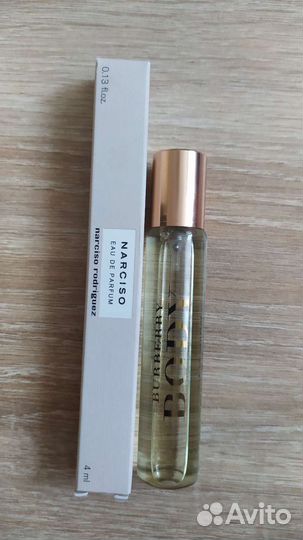 0.13 fl.oz.
NARCISO
EAU DE PARFUM
narciso rodriguez
4 ml
BODY
BURBERRY
Avito